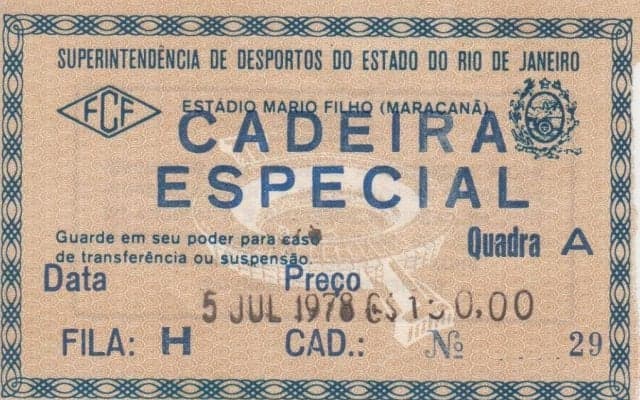 SUPERINTENDÊNCIA DE DESPORTOS DO ESTADO DO RIO DE JANEIRO
FCF
ESTÁDIO MARIO FILHO (MARACANÃ)
CADEIRA
ESPECIAL
Guarde em seu poder para caso
de transferência ou suspensão.
Quadra A
Data Preço
5 JUL 1978
FILA: H CAD.: Nº 29